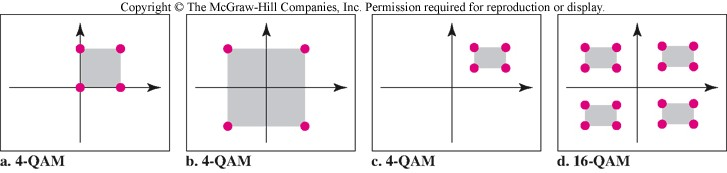 Copyright © The McGraw-Hill Companies, Inc. Permission required for reproduction or display.
a. 4-QAM
b. 4-QAM
c. 4-QAM
d. 16-QAM